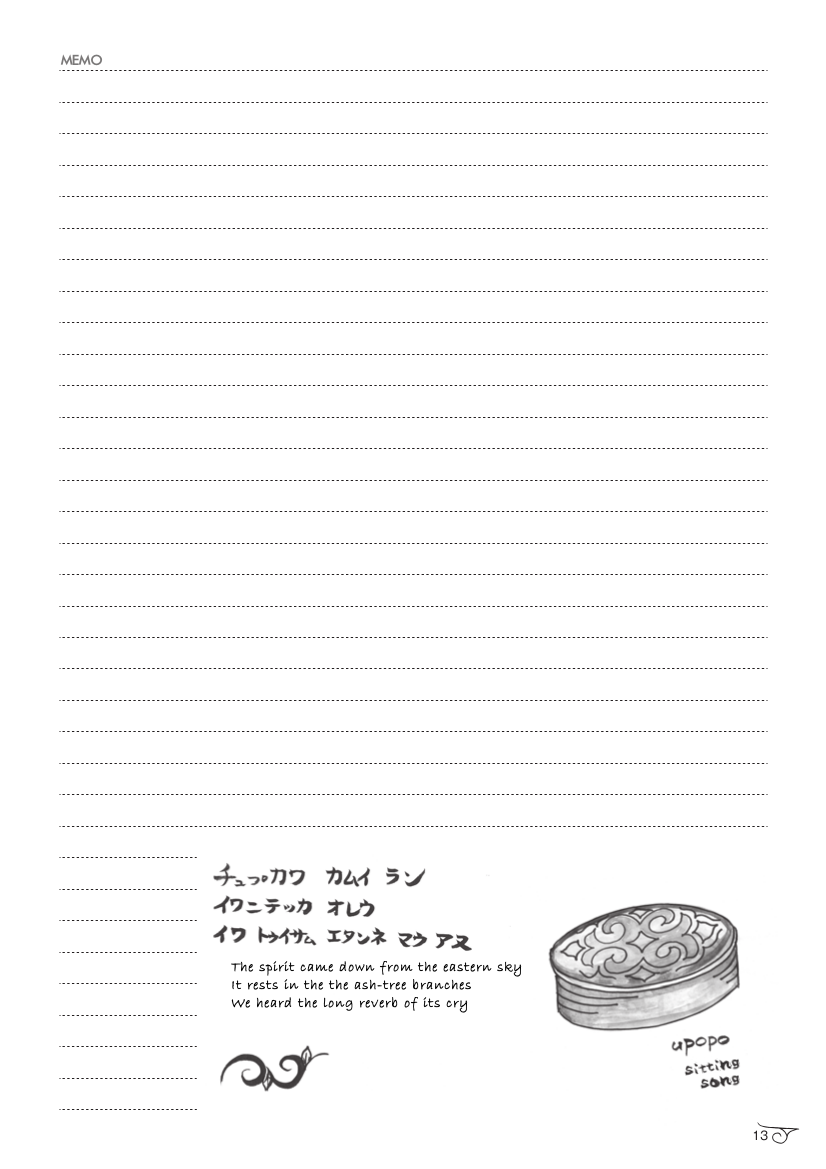 MEMO
チュㇷ゚カワ カムイ ラン
イワニテッカ オレウ
イワ トゥイサㇺ エタンネ マウ アヌ
The spirit came down from the eastern sky
It rests in the the ash-tree branches
We heard the long reverb of its cry
upopo
sitting
song
13